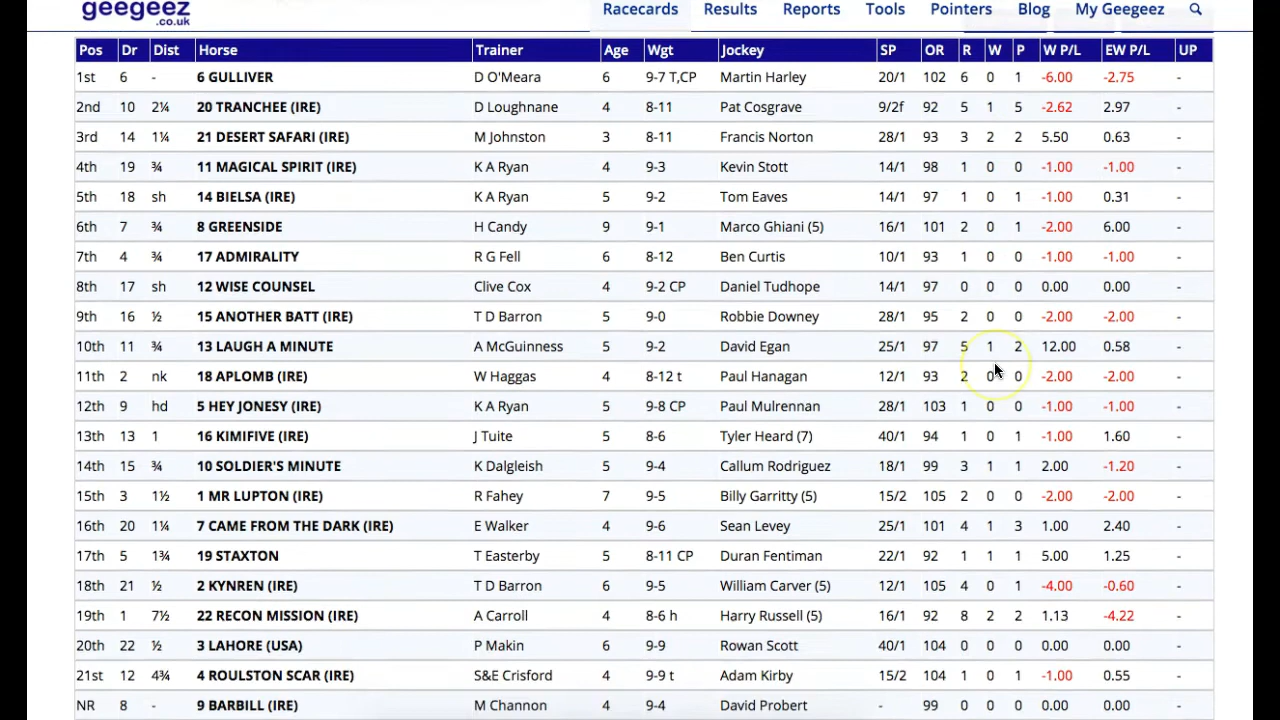 geegeez
.co.uk
Racecards Results Reports Tools Pointers Blog My Geegeez
Pos Dr Dist Horse Trainer Age Wgt Jockey SP OR R W P W P/L EW P/L UP
1st 6 - 6 GULLIVER D O'Meara 6 9-7 T,CP Martin Harley 20/1 102 6 0 1 -6.00 -2.75 -
2nd 10 2¼ 20 TRANCHEE (IRE) D Loughnane 4 8-11 Pat Cosgrave 9/2f 92 5 1 5 -2.62 2.97 -
3rd 14 1¼ 21 DESERT SAFARI (IRE) M Johnston 3 8-11 Francis Norton 28/1 93 3 2 2 5.50 0.63 -
4th 19 ¾ 11 MAGICAL SPIRIT (IRE) K A Ryan 4 9-3 Kevin Stott 14/1 98 1 0 0 -1.00 -1.00 -
5th 18 sh 14 BIELSA (IRE) K A Ryan 5 9-2 Tom Eaves 14/1 97 1 0 1 -1.00 0.31 -
6th 7 ¾ 8 GREENSIDE H Candy 9 9-1 Marco Ghiani (5) 16/1 101 2 0 1 -2.00 6.00 -
7th 4 ¾ 17 ADMIRALITY R G Fell 6 8-12 Ben Curtis 10/1 93 1 0 0 -1.00 -1.00 -
8th 17 sh 12 WISE COUNSEL Clive Cox 4 9-2 CP Daniel Tudhope 14/1 97 0 0 0 0.00 0.00 -
9th 16 ½ 15 ANOTHER BATT (IRE) T D Barron 5 9-0 Robbie Downey 28/1 95 2 0 0 -2.00 -2.00 -
10th 11 ¾ 13 LAUGH A MINUTE A McGuinness 5 9-2 David Egan 25/1 97 5 1 2 12.00 0.58 -
11th 2 nk 18 APLOMB (IRE) W Haggas 4 8-12 t Paul Hanagan 12/1 93 2 0 0 -2.00 -2.00 -
12th 9 hd 5 HEY JONESY (IRE) K A Ryan 5 9-8 CP Paul Mulrennan 28/1 103 1 0 0 -1.00 -1.00 -
13th 13 1 16 KIMIFIVE (IRE) J Tuite 5 8-6 Tyler Heard (7) 40/1 94 1 0 1 -1.00 1.60 -
14th 15 ¾ 10 SOLDIER'S MINUTE K Dalgleish 5 9-4 Callum Rodriguez 18/1 99 3 1 1 2.00 -1.20 -
15th 3 1½ 1 MR LUPTON (IRE) R Fahey 7 9-5 Billy Garritty (5) 15/2 105 2 0 0 -2.00 -2.00 -
16th 20 1¼ 7 CAME FROM THE DARK (IRE) E Walker 4 9-6 Sean Levey 25/1 101 4 1 3 1.00 2.40 -
17th 5 1¾ 19 STAXTON T Easterby 5 8-11 CP Duran Fentiman 22/1 92 1 1 1 5.00 1.25 -
18th 21 ½ 2 KYNREN (IRE) T D Barron 6 9-5 William Carver (5) 12/1 105 4 0 1 -4.00 -0.60 -
19th 1 7½ 22 RECON MISSION (IRE) A Carroll 4 8-6 h Harry Russell (5) 16/1 92 8 2 2 1.13 -4.22 -
20th 22 ½ 3 LAHORE (USA) P Makin 6 9-9 Rowan Scott 40/1 104 0 0 0 0.00 0.00 -
21st 12 4¾ 4 ROULSTON SCAR (IRE) S&E Crisford 4 9-9 t Adam Kirby 15/2 104 1 0 1 -1.00 0.55 -
NR 8 - 9 BARBILL (IRE) M Channon 4 9-4 David Probert - 99 0 0 0 0.00 0.00 -